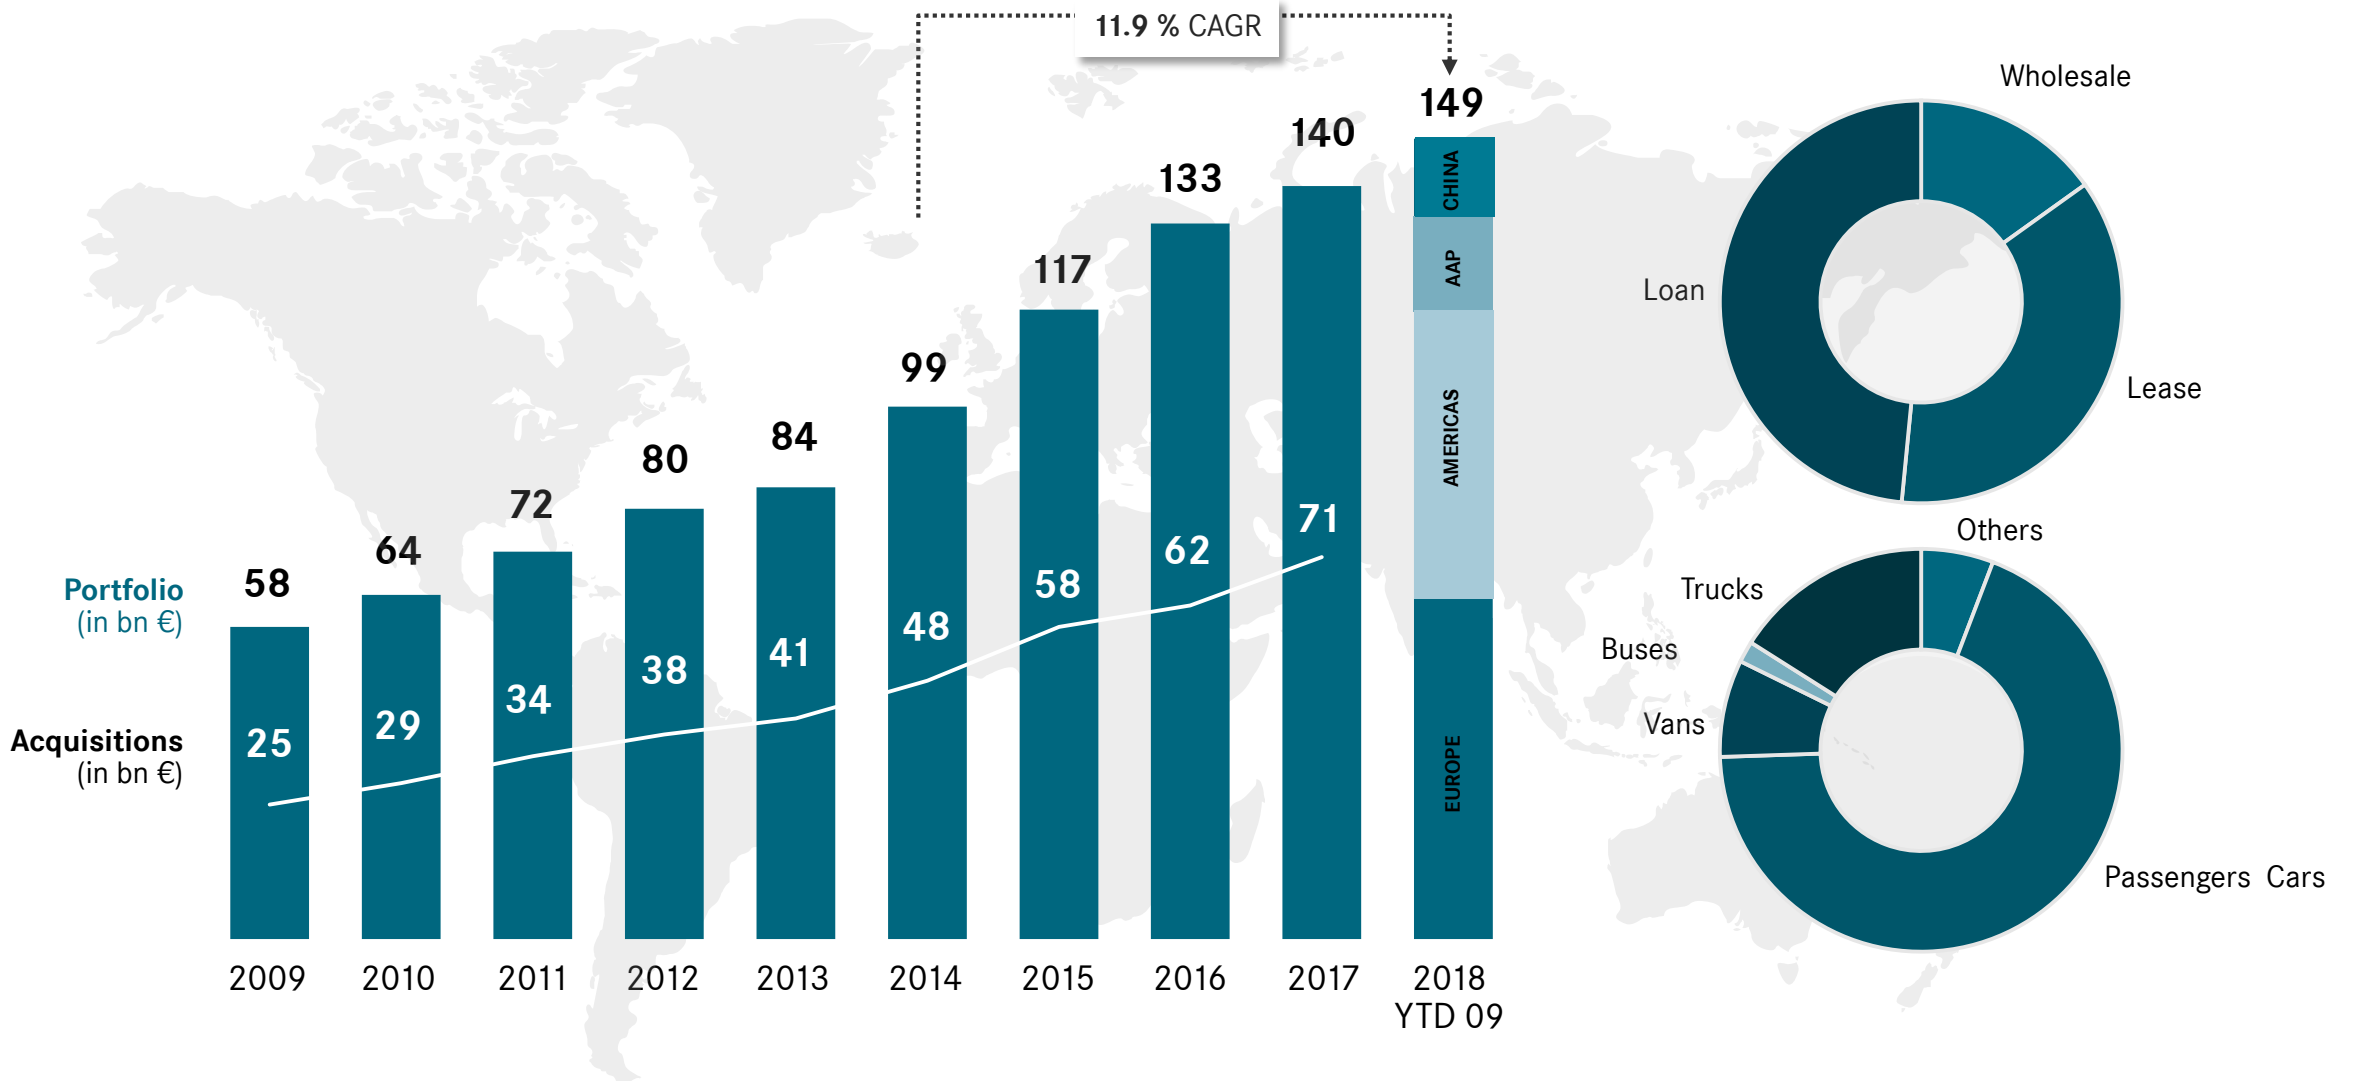 11.9 % CAGR
Portfolio
(in bn €)
58
64
72
80
84
99
117
133
140
149
Acquisitions
(in bn €)
25
29
34
38
41
48
58
62
71
CHINA
AAP
AMERICAS
EUROPE
2009
2010
2011
2012
2013
2014
2015
2016
2017
2018
YTD 09
Wholesale
Loan
Lease
Others
Trucks
Buses
Vans
Passengers Cars